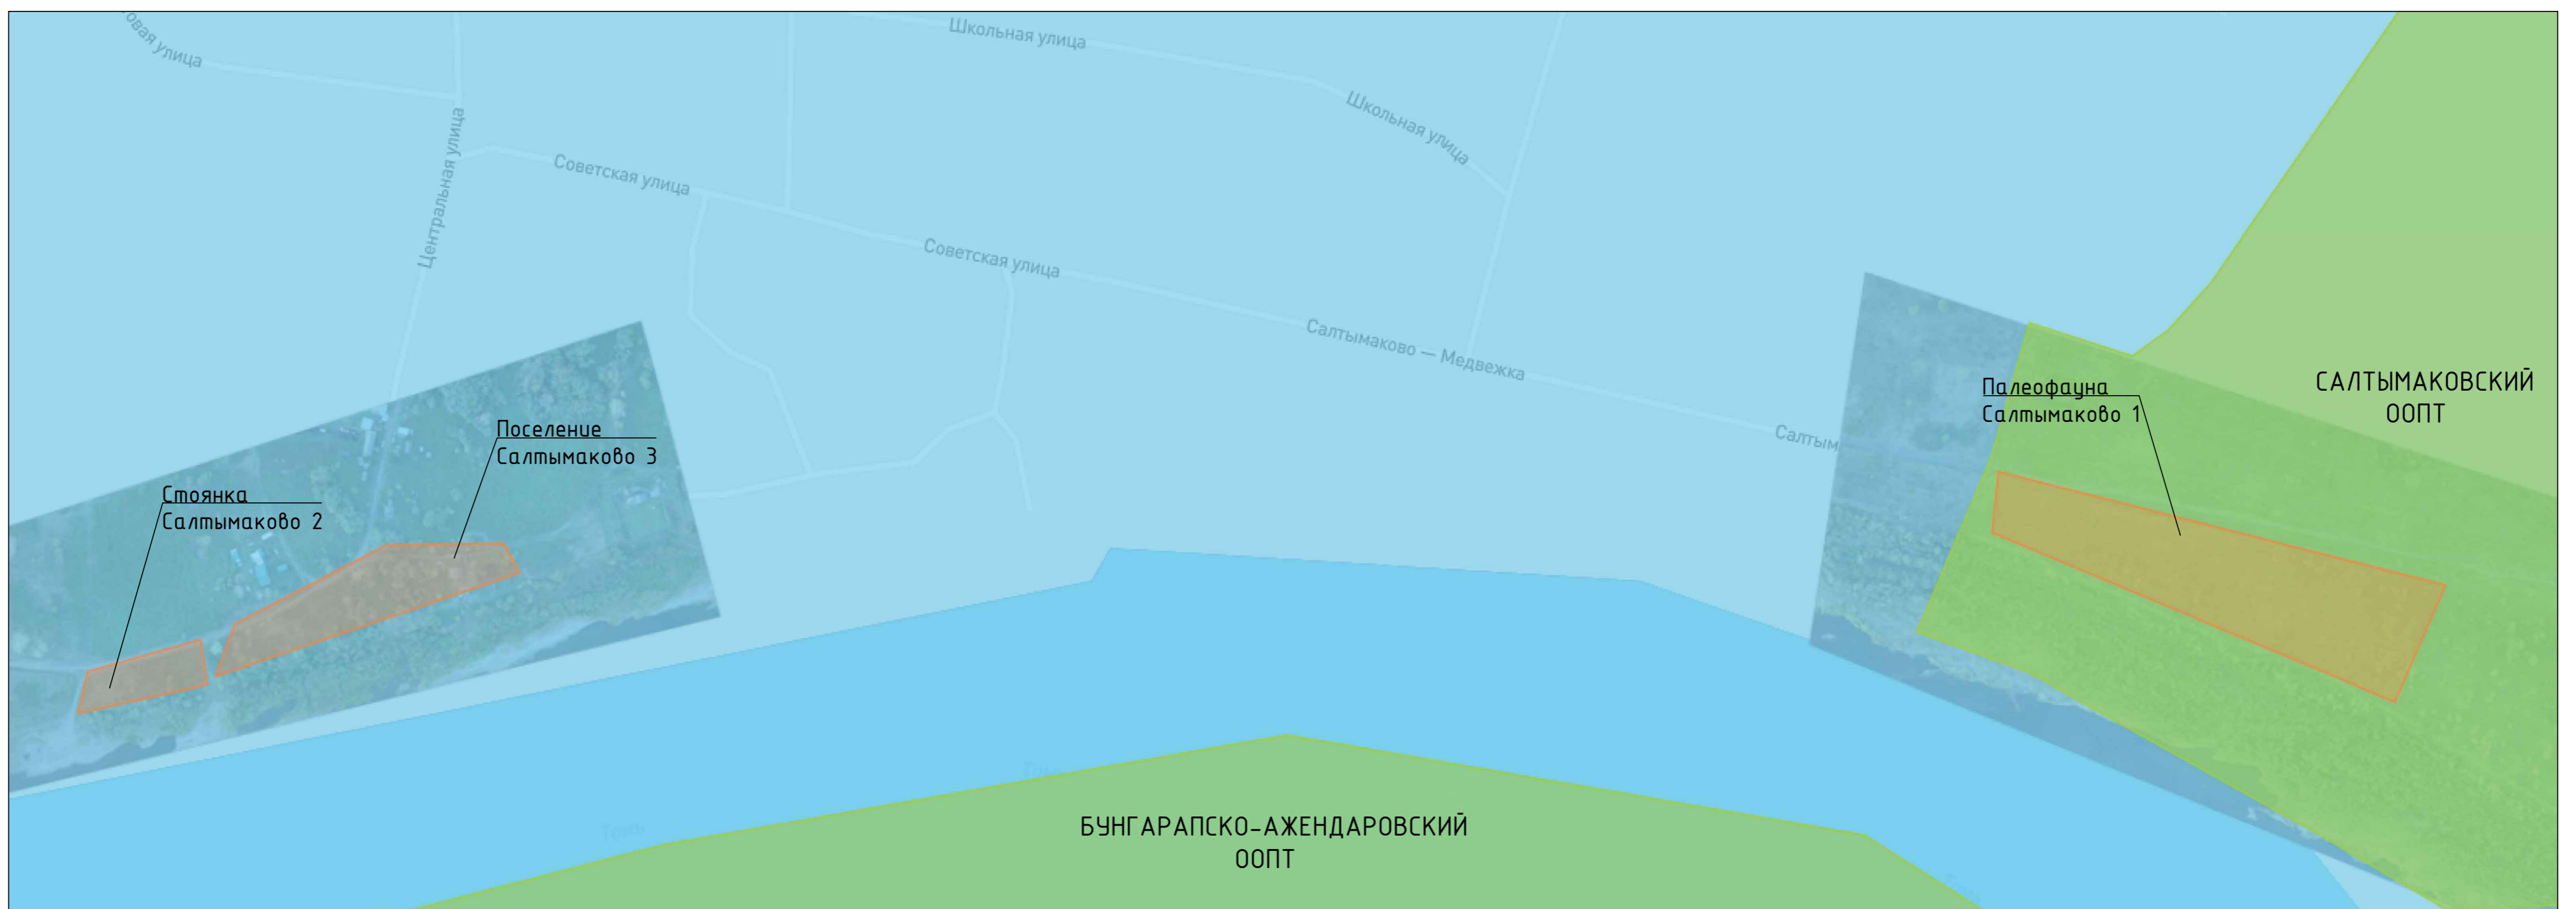 овая улица
Школьная улица
Школьная улица
Центральная улица
Советская улица
Советская улица
Салтымаково — Медвежка
Салтым
Поселение
Салтымаково 3
Стоянка
Салтымаково 2
Палеофауна
Салтымаково 1
САЛТЫМАКОВСКИЙ
ООПТ
Томь
БУНГАРАПСКО-АЖЕНДАРОВСКИЙ
ООПТ